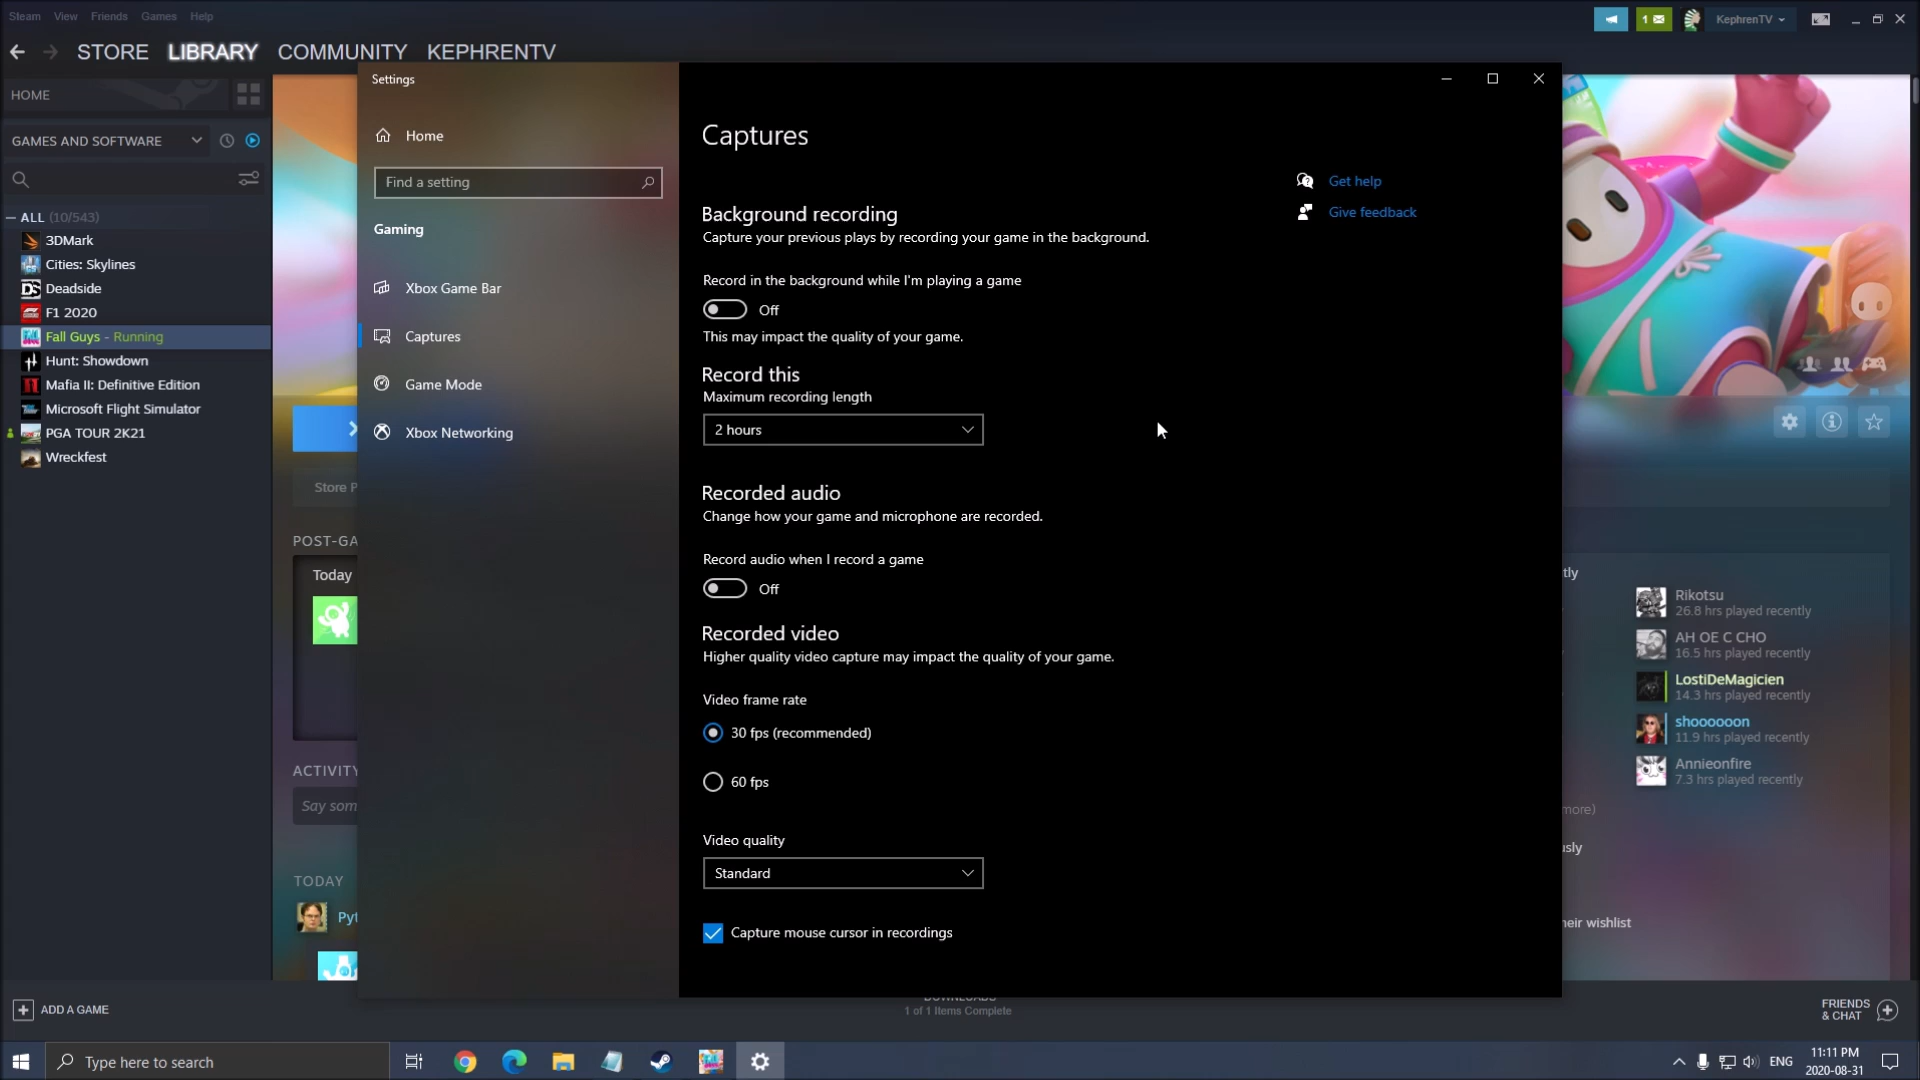 Steam View Friends Games Help
1
KephrenTV
STORE LIBRARY COMMUNITY KEPHRENTV
HOME
GAMES AND SOFTWARE
ALL (10/543)
3DMark
Cities: Skylines
Deadside
F1 2020
Fall Guys - Running
Hunt: Showdown
Mafia II: Definitive Edition
Microsoft Flight Simulator
PGA TOUR 2K21
Wreckfest
Store P
POST-GA
Today
ACTIVITY
Say som
TODAY
Pyt
Settings
Home
Find a setting
Gaming
Xbox Game Bar
Captures
Game Mode
Xbox Networking
Captures
Background recording
Capture your previous plays by recording your game in the background.
Record in the background while I'm playing a game
Off
This may impact the quality of your game.
Record this
Maximum recording length
2 hours
Recorded audio
Change how your game and microphone are recorded.
Record audio when I record a game
Off
Recorded video
Higher quality video capture may impact the quality of your game.
Video frame rate
30 fps (recommended)
60 fps
Video quality
Standard
Capture mouse cursor in recordings
Get help
Give feedback
tly
Rikotsu
26.8 hrs played recently
AH OE C CHO
16.5 hrs played recently
LostiDeMagicien
14.3 hrs played recently
shoooooon
11.9 hrs played recently
Annieonfire
7.3 hrs played recently
more)
usly
heir wishlist
ADD A GAME
DOWNLOADS
1 of 1 Items Complete
FRIENDS
& CHAT
Type here to search
ENG
11:11 PM
2020-08-31